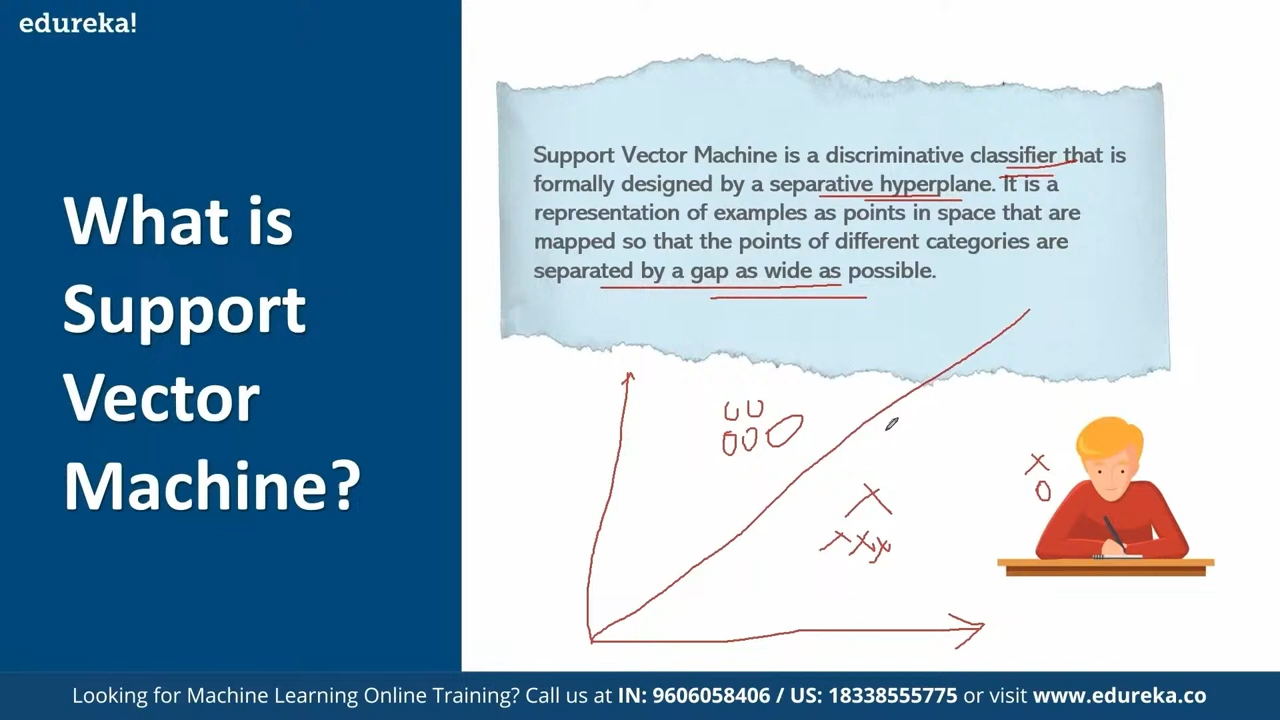 edureka!
What is
Support
Vector
Machine?
Support Vector Machine is a discriminative classifier that is
formally designed by a separative hyperplane. It is a
representation of examples as points in space that are
mapped so that the points of different categories are
separated by a gap as wide as possible.
Looking for Machine Learning Online Training? Call us at IN: 9606058406 / US: 18338555775 or visit www.edureka.co